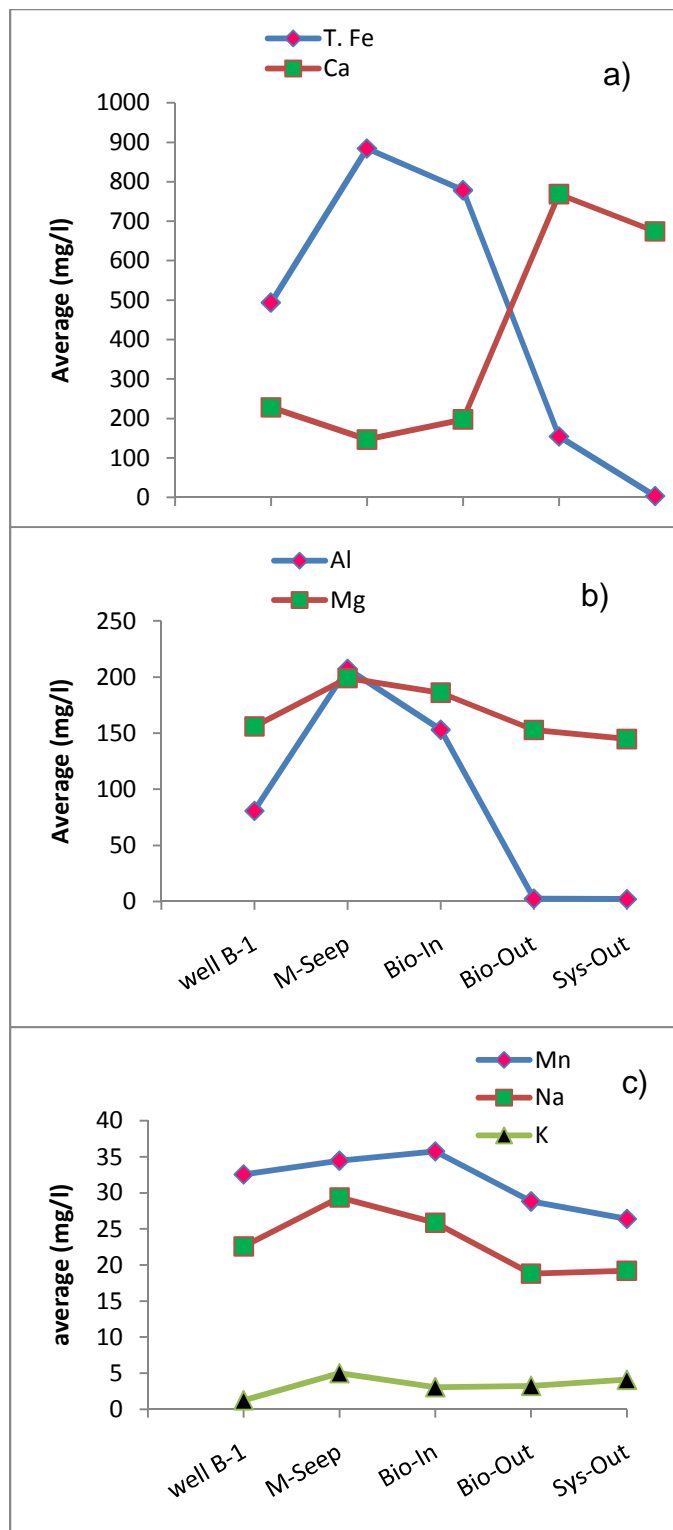 T. Fe
Ca
a)
1000
900
800
700
600
500
400
300
200
100
0
Average (mg/l)
Al
Mg
b)
250
200
150
100
50
0
Average (mg/l)
well B-1
M-Seep
Bio-In
Bio-Out
Sys-Out
Mn
Na
K
c)
40
35
30
25
20
15
10
5
0
average (mg/l)
well B-1
M-Seep
Bio-In
Bio-Out
Sys-Out